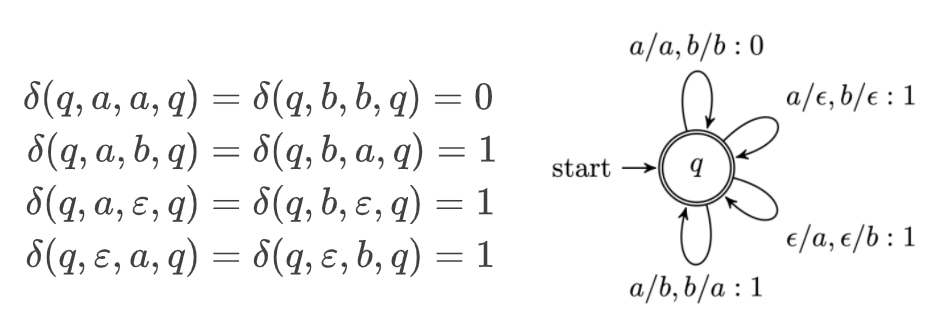 δ(q, a, a, q) = δ(q, b, b, q) = 0
δ(q, a, b, q) = δ(q, b, a, q) = 1
δ(q, a, ε, q) = δ(q, b, ε, q) = 1
δ(q, ε, a, q) = δ(q, ε, b, q) = 1
a/a, b/b : 0
a/ϵ, b/ϵ : 1
start
q
ϵ/a, ϵ/b : 1
a/b, b/a : 1